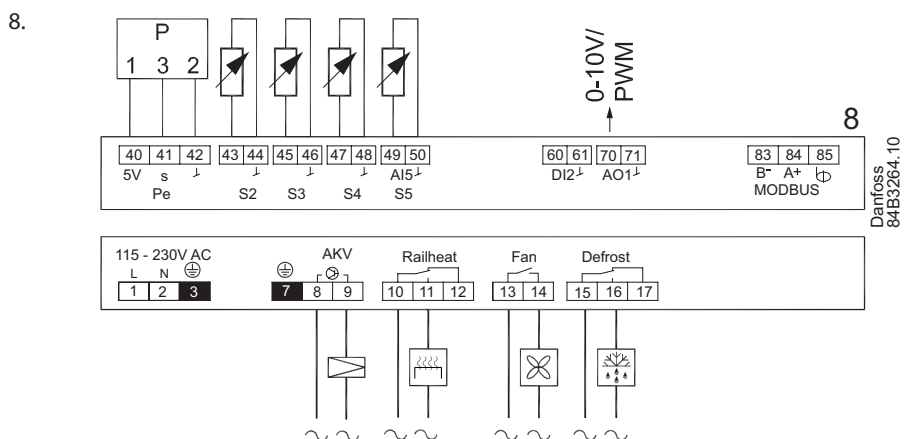 8.
P
1 3 2
0-10V/
PWM
8
40 41 42 43 44 45 46 47 48 49 50 60 61 70 71 83 84 85
5V s AI5 DI2 AO1 B- A+
Pe S2 S3 S4 S5 MODBUS
Danfoss
84B3264.10
115 - 230V AC AKV Railheat Fan Defrost
L N
1 2 3 7 8 9 10 11 12 13 14 15 16 17